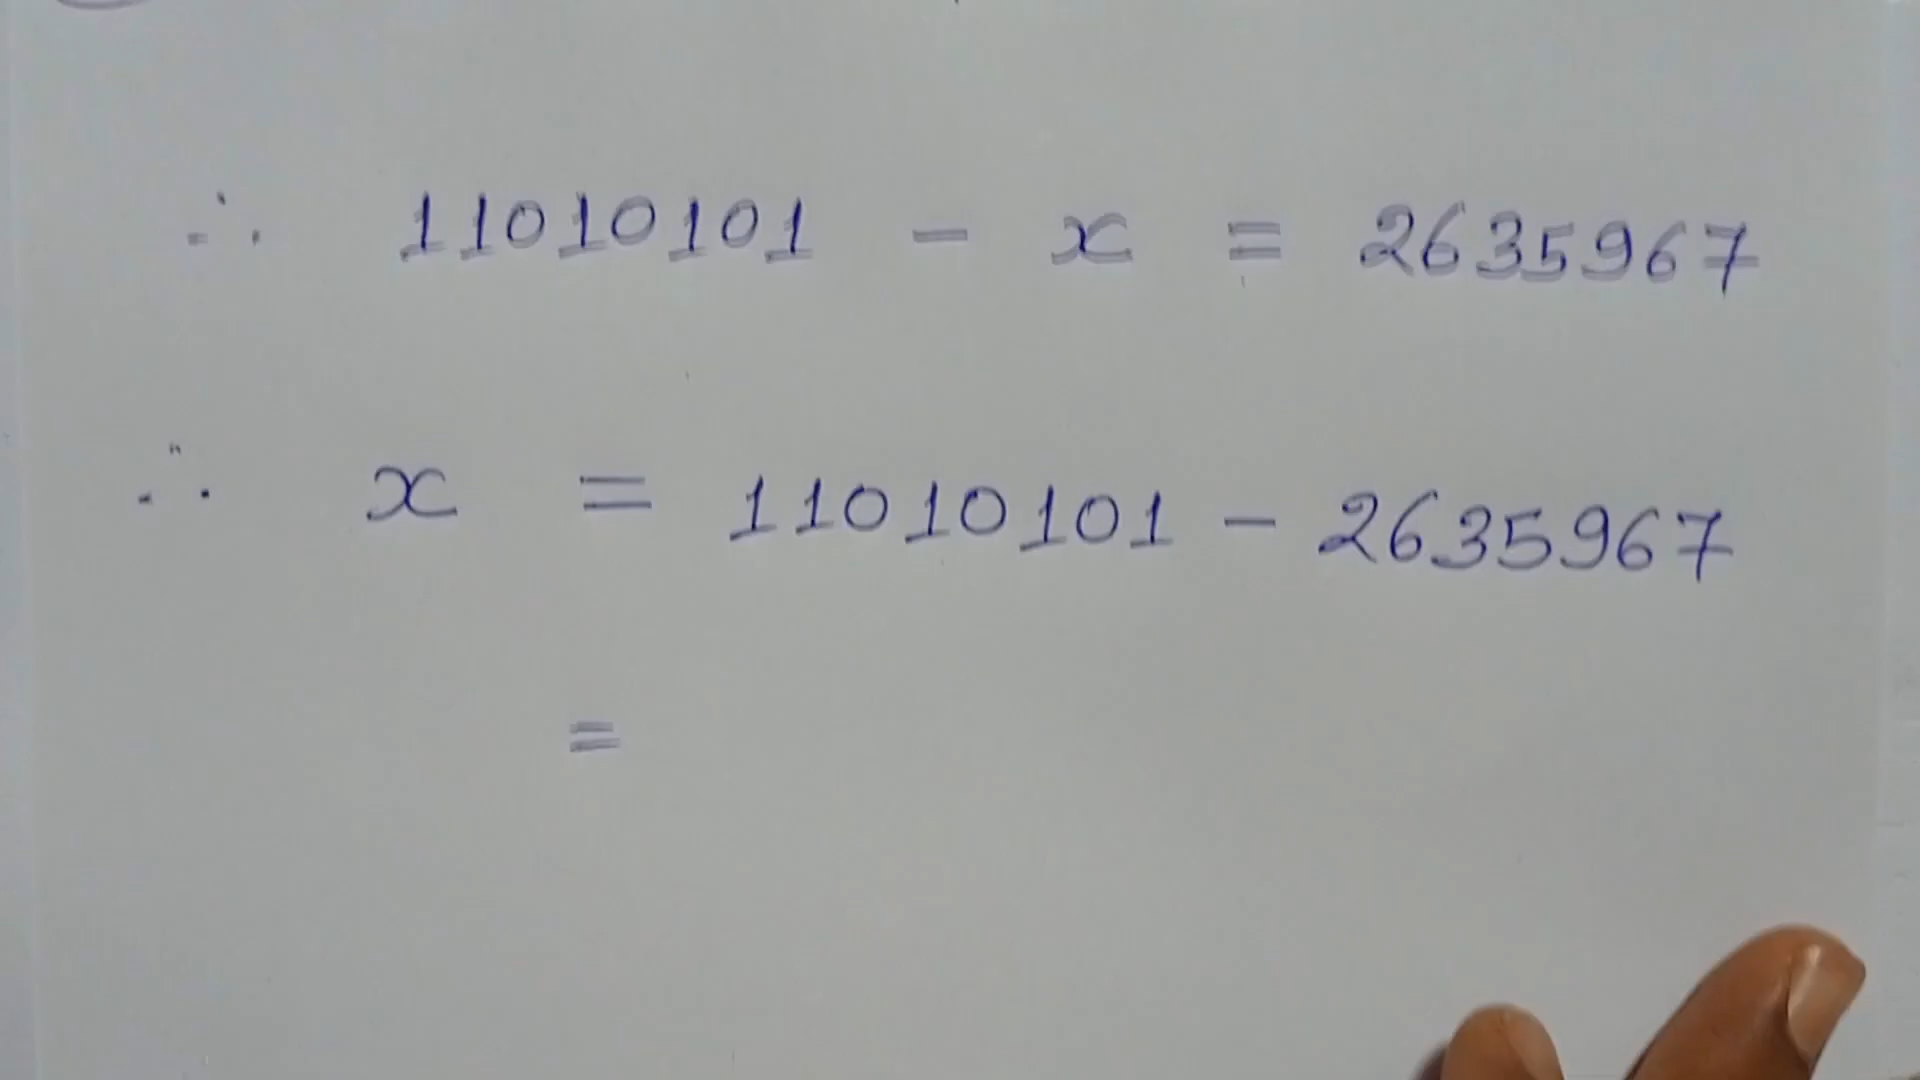 ∴ 11010101 - x = 2635967
∴ x = 11010101 - 2635967
=